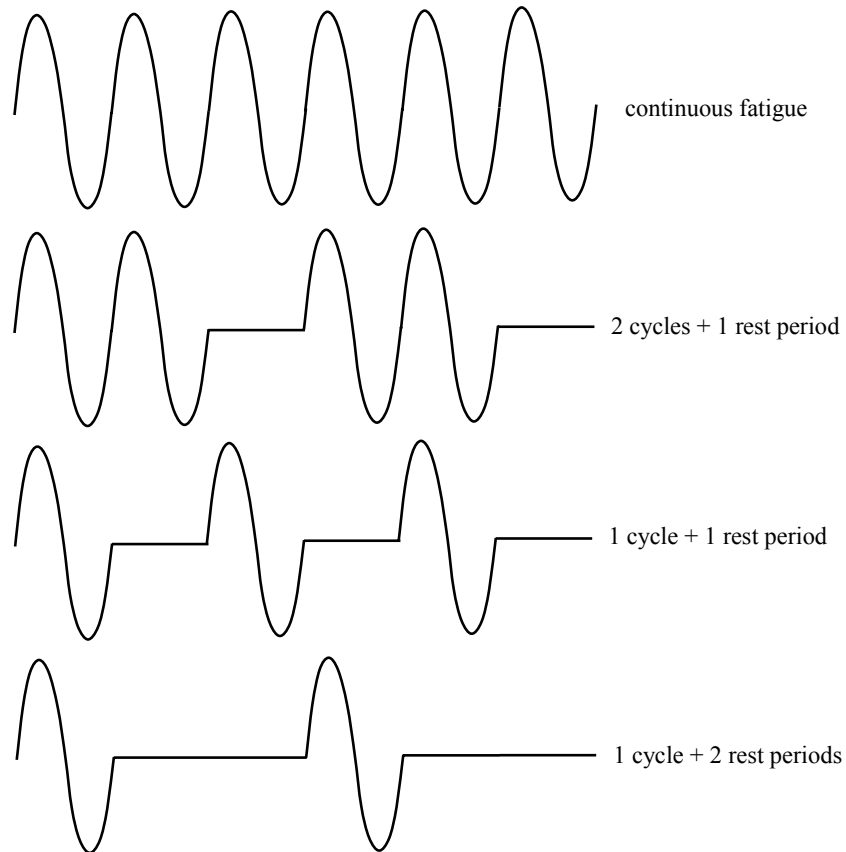 continuous fatigue
2 cycles + 1 rest period
1 cycle + 1 rest period
1 cycle + 2 rest periods